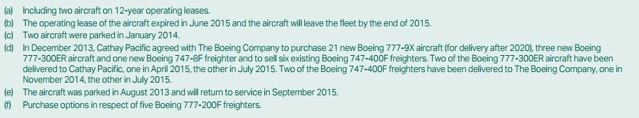 (a) Including two aircraft on 12-year operating leases.
(b) The operating lease of the aircraft expired in June 2015 and the aircraft will leave the fleet by the end of 2015.
(c) Two aircraft were parked in January 2014.
(d) In December 2013, Cathay Pacific agreed with The Boeing Company to purchase 21 new Boeing 777-9X aircraft (for delivery after 2020), three new Boeing
777-300ER aircraft and one new Boeing 747-8F freighter and to sell six existing Boeing 747-400F freighters. Two of the Boeing 777-300ER aircraft have been
delivered to Cathay Pacific, one in April 2015, the other in July 2015. Two of the Boeing 747-400F freighters have been delivered to The Boeing Company, one in
November 2014, the other in July 2015.
(e) The aircraft was parked in August 2013 and will return to service in September 2015.
(f) Purchase options in respect of five Boeing 777-200F freighters.